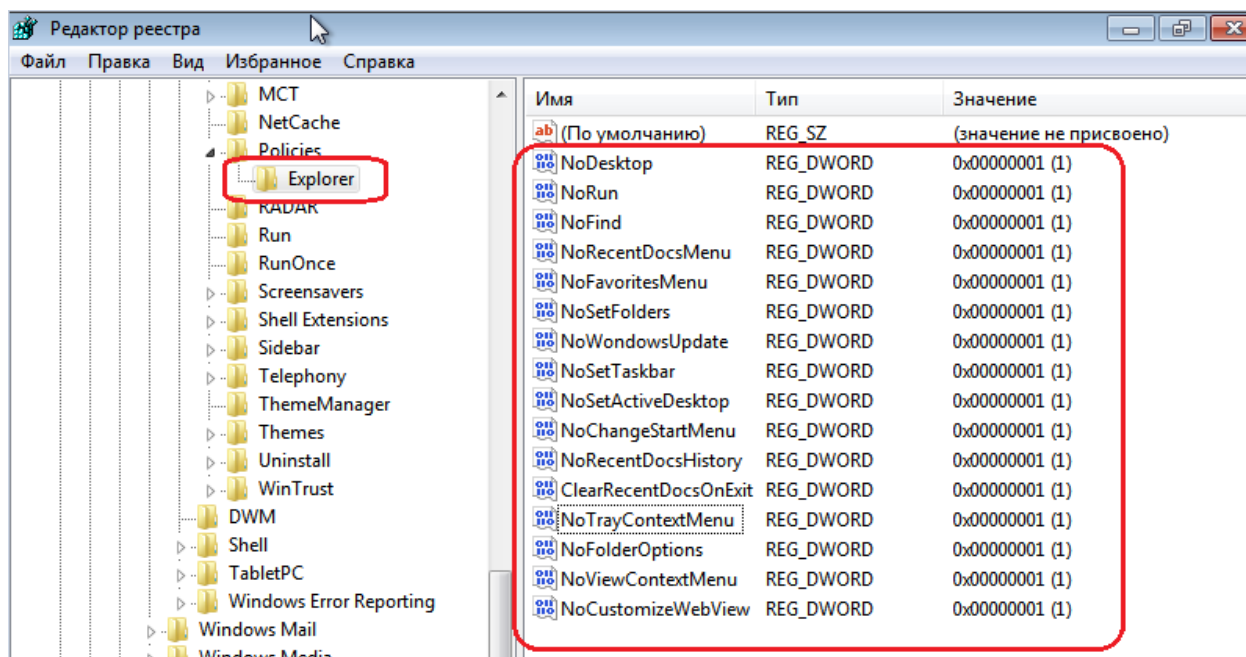 Редактор реестра
Файл Правка Вид Избранное Справка
MCT
NetCache
Policies
Explorer
RADAR
Run
RunOnce
Screensavers
Shell Extensions
Sidebar
Telephony
ThemeManager
Themes
Uninstall
WinTrust
DWM
Shell
TabletPC
Windows Error Reporting
Windows Mail
Windows Media
Имя Тип Значение
(По умолчанию) REG_SZ (значение не присвоено)
NoDesktop REG_DWORD 0x00000001 (1)
NoRun REG_DWORD 0x00000001 (1)
NoFind REG_DWORD 0x00000001 (1)
NoRecentDocsMenu REG_DWORD 0x00000001 (1)
NoFavoritesMenu REG_DWORD 0x00000001 (1)
NoSetFolders REG_DWORD 0x00000001 (1)
NoWondowsUpdate REG_DWORD 0x00000001 (1)
NoSetTaskbar REG_DWORD 0x00000001 (1)
NoSetActiveDesktop REG_DWORD 0x00000001 (1)
NoChangeStartMenu REG_DWORD 0x00000001 (1)
NoRecentDocsHistory REG_DWORD 0x00000001 (1)
ClearRecentDocsOnExit REG_DWORD 0x00000001 (1)
NoTrayContextMenu REG_DWORD 0x00000001 (1)
NoFolderOptions REG_DWORD 0x00000001 (1)
NoViewContextMenu REG_DWORD 0x00000001 (1)
NoCustomizeWebView REG_DWORD 0x00000001 (1)